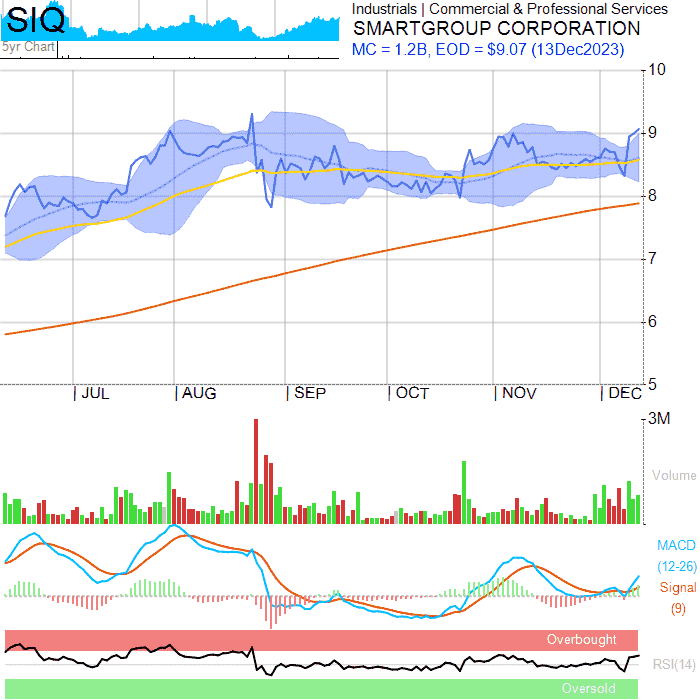 SIQ
5yr Chart
Industrials | Commercial & Professional Services
SMARTGROUP CORPORATION
MC = 1.2B, EOD = $9.07 (13Dec2023)
10
9
8
7
6
5
| JUL | AUG | SEP | OCT | NOV | DEC
3M
Volume
MACD
(12-26)
Signal
(9)
Overbought
RSI(14)
Oversold